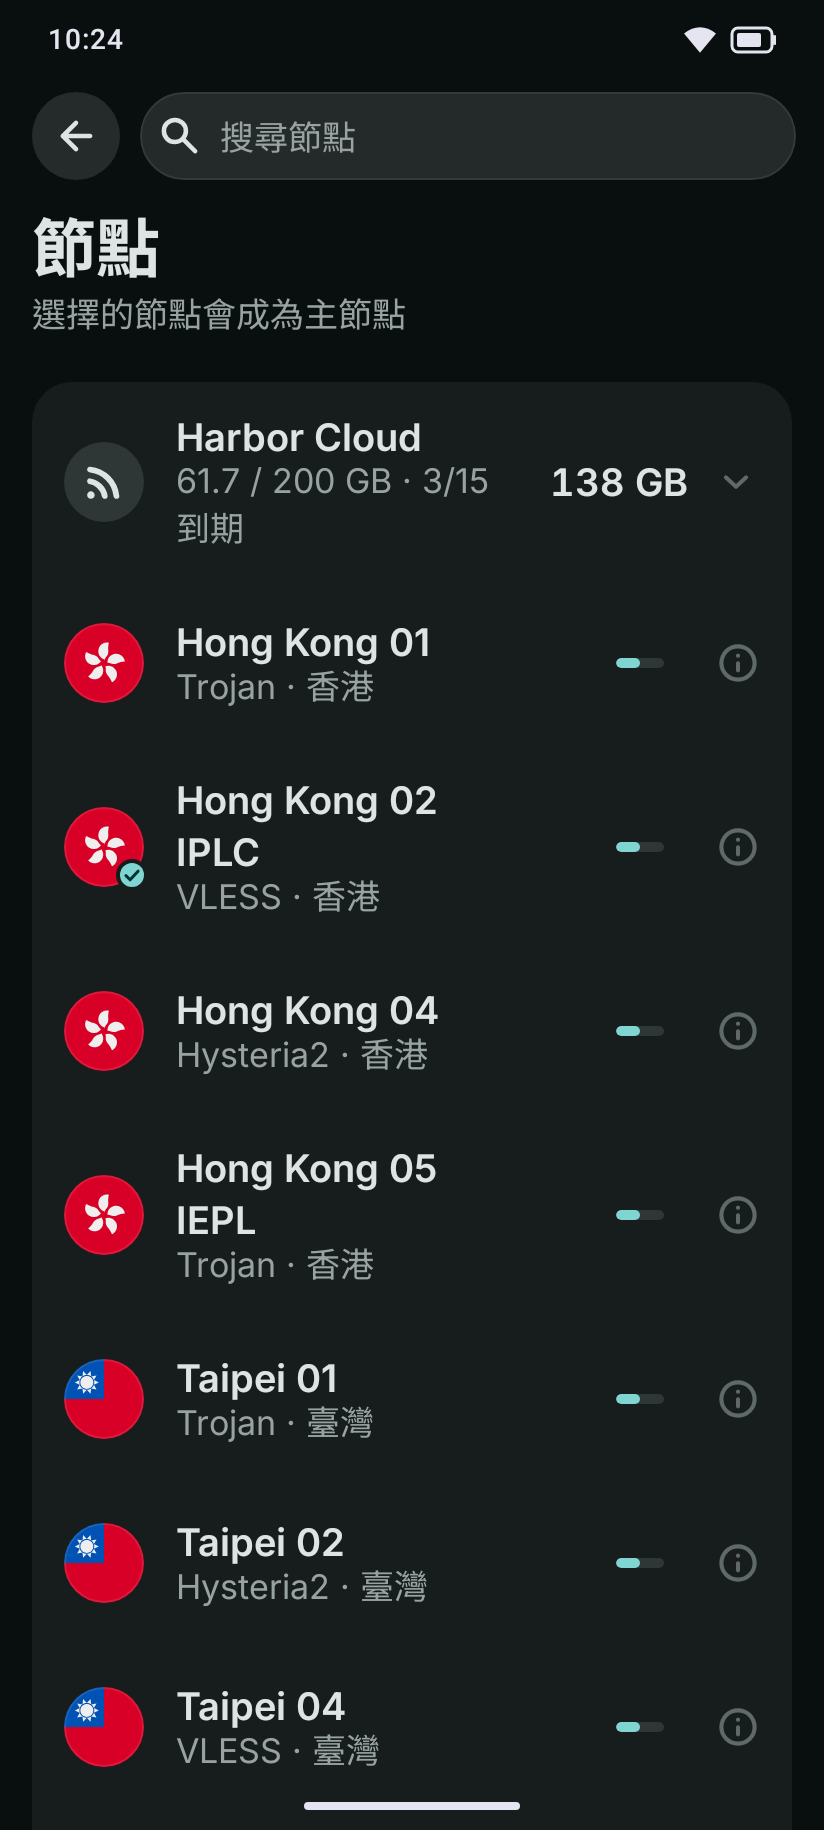 10:24
搜尋節點
節點
選擇的節點會成為主節點
Harbor Cloud
61.7 / 200 GB · 3/15
到期
138 GB
Hong Kong 01
Trojan · 香港
Hong Kong 02
IPLC
VLESS · 香港
Hong Kong 04
Hysteria2 · 香港
Hong Kong 05
IEPL
Trojan · 香港
Taipei 01
Trojan · 臺灣
Taipei 02
Hysteria2 · 臺灣
Taipei 04
VLESS · 臺灣